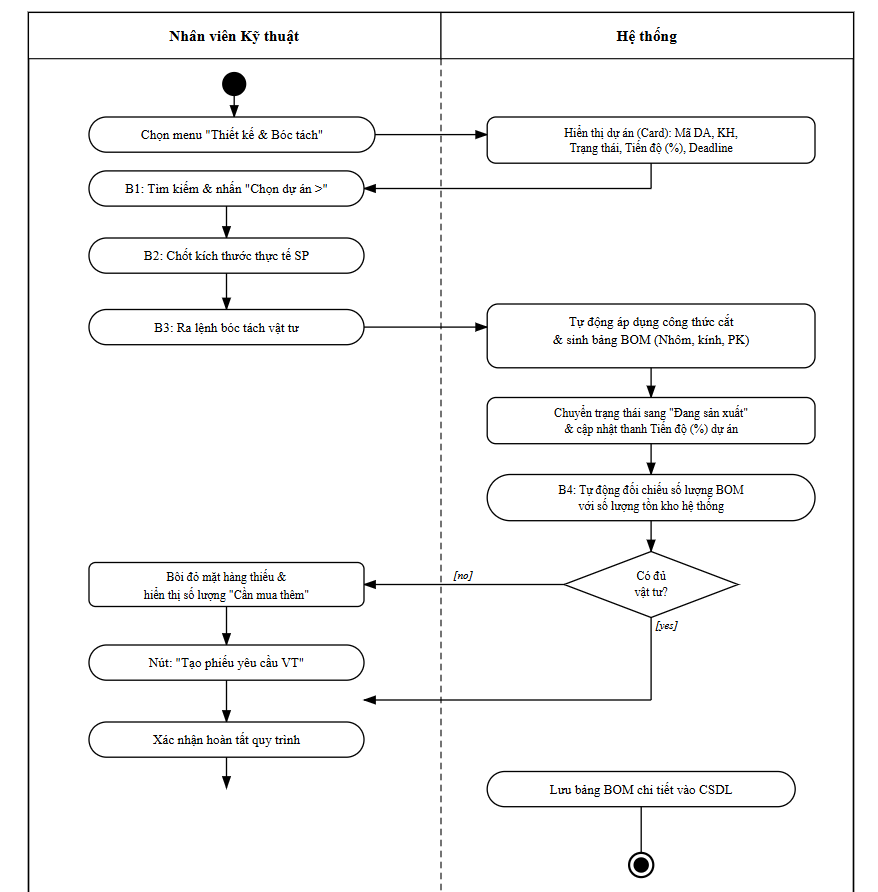 Nhân viên Kỹ thuật
Hệ thống
Chọn menu "Thiết kế & Bóc tách"
Hiển thị dự án (Card): Mã DA, KH,
Trạng thái, Tiến độ (%), Deadline
B1: Tìm kiếm & nhấn "Chọn dự án >"
B2: Chốt kích thước thực tế SP
B3: Ra lệnh bóc tách vật tư
Tự động áp dụng công thức cắt
& sinh bảng BOM (Nhôm, kính, PK)
Chuyển trạng thái sang "Đang sản xuất"
& cập nhật thanh Tiến độ (%) dự án
B4: Tự động đối chiếu số lượng BOM
với số lượng tồn kho hệ thống
Có đủ
vật tư?
[no]
[yes]
Bôi đỏ mặt hàng thiếu &
hiển thị số lượng "Cần mua thêm"
Nút: "Tạo phiếu yêu cầu VT"
Xác nhận hoàn tất quy trình
Lưu bảng BOM chi tiết vào CSDL